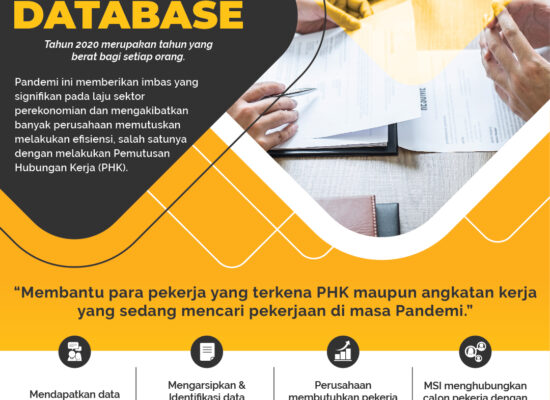 DATABASE
Tahun 2020 merupakan tahun yang
berat bagi setiap orang.
Pandemi ini memberikan imbas yang
signifikan pada laju sektor
perekonomian dan mengakibatkan
banyak perusahaan memutuskan
melakukan efisiensi, salah satunya
dengan melakukan Pemutusan
Hubungan Kerja (PHK).
RESUME
“Membantu para pekerja yang terkena PHK maupun angkatan kerja
yang sedang mencari pekerjaan di masa Pandemi.”
Mendapatkan data
Mengarsipkan &
Identifikasi data
Perusahaan
membutuhkan pekerja
MSI menghubungkan
calon pekerja dengan